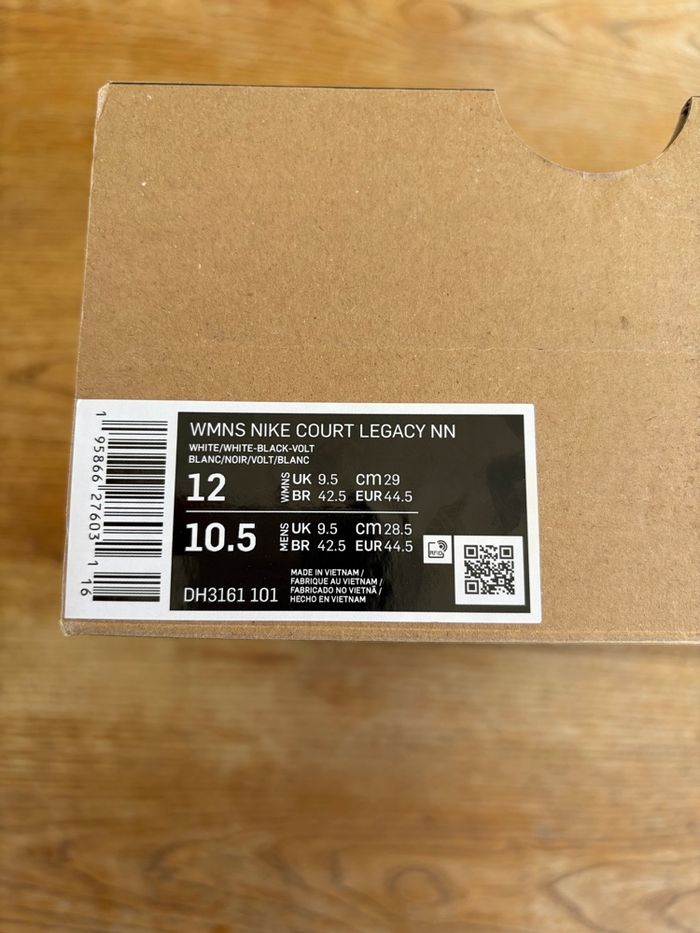 WMNS NIKE COURT LEGACY NN
WHITE/WHITE-BLACK-VOLT
BLANC/NOIR/VOLT/BLANC
12 WMNS UK 9.5 CM 29
BR 42.5 EUR 44.5
10.5 MENS UK 9.5 CM 28.5
BR 42.5 EUR 44.5
MADE IN VIETNAM /
FABRIQUE AU VIETNAM /
FABRICADO NO VIETNÃ /
HECHO EN VIETNAM
DH3161 101
RFID
1 95866 27603 1 16